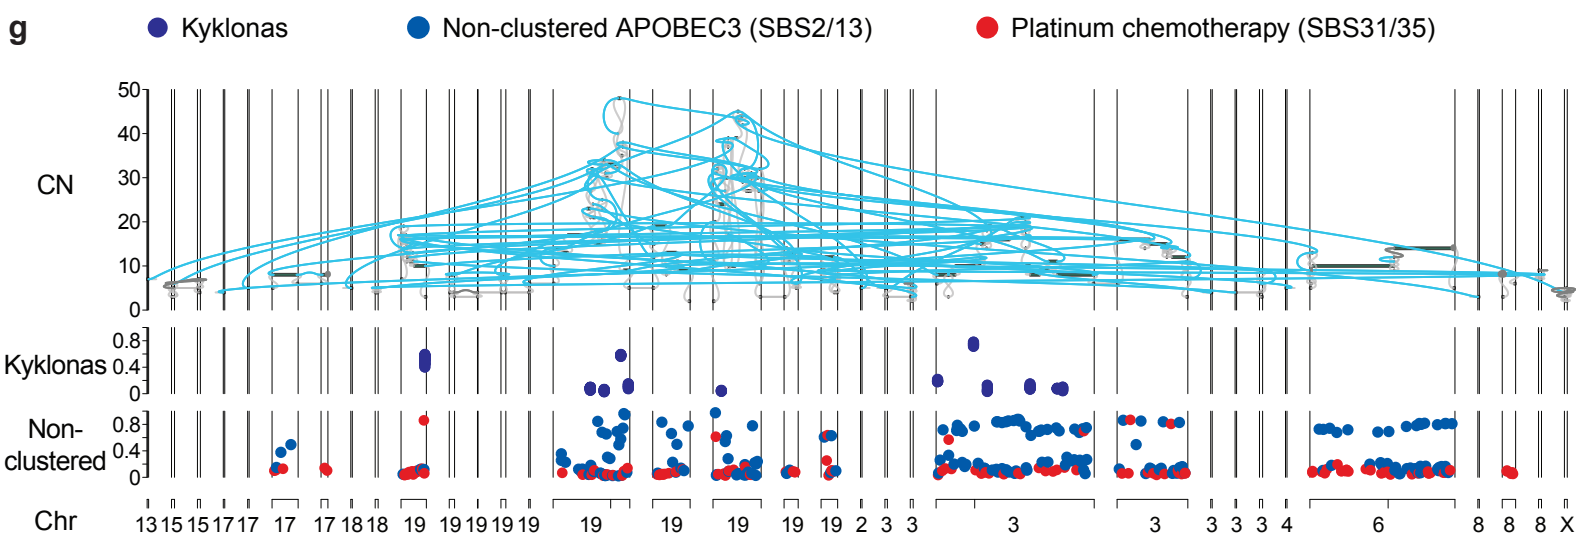 g
Kyklonas
Non-clustered APOBEC3 (SBS2/13)
Platinum chemotherapy (SBS31/35)
CN
50
40
30
20
10
0
Kyklonas
0.8
0.4
0
Non-
clustered
0.8
0.4
0
Chr
13 15 15 17 17 17 17 18 18 19 19 19 19 19 19 19 19 19 19 2 3 3 3 3 3 3 3 4 6 8 8 8 X